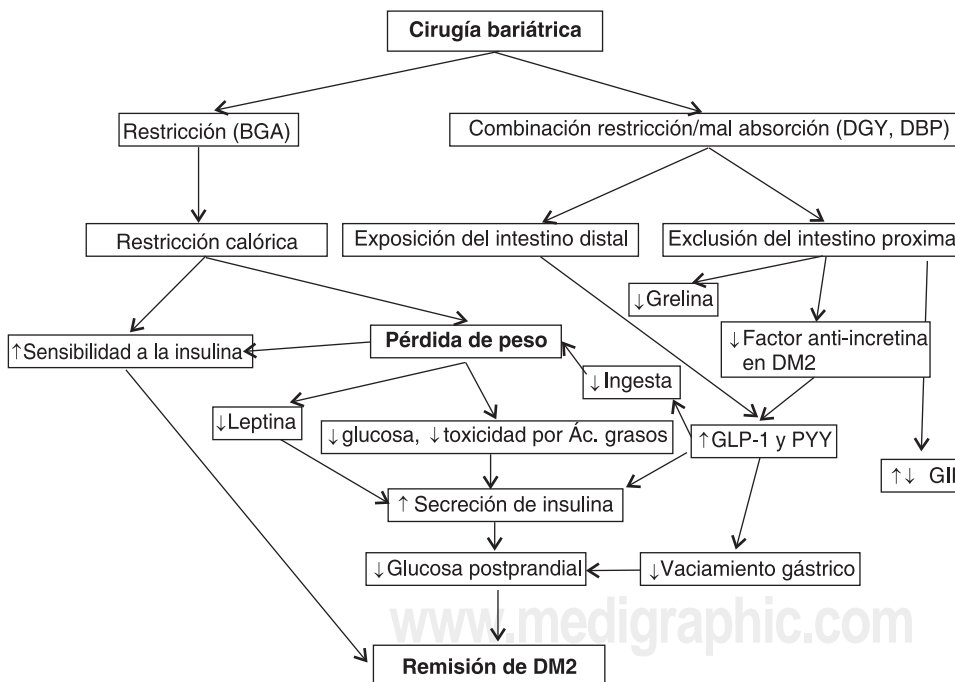 Cirugía bariátrica
Restricción (BGA)
Combinación restricción/mal absorción (DGY, DBP)
Restricción calórica
Exposición del intestino distal
Exclusión del intestino proxima
↓Grelina
↑Sensibilidad a la insulina
Pérdida de peso
↓Factor anti-incretina
en DM2
↓Ingesta
↓Leptina
↓glucosa, ↓toxicidad por Ác. grasos
↑GLP-1 y PYY
↑↓ GI
↑ Secreción de insulina
↓Glucosa postprandial
↓Vaciamiento gástrico
www.medigraphic.com
Remisión de DM2